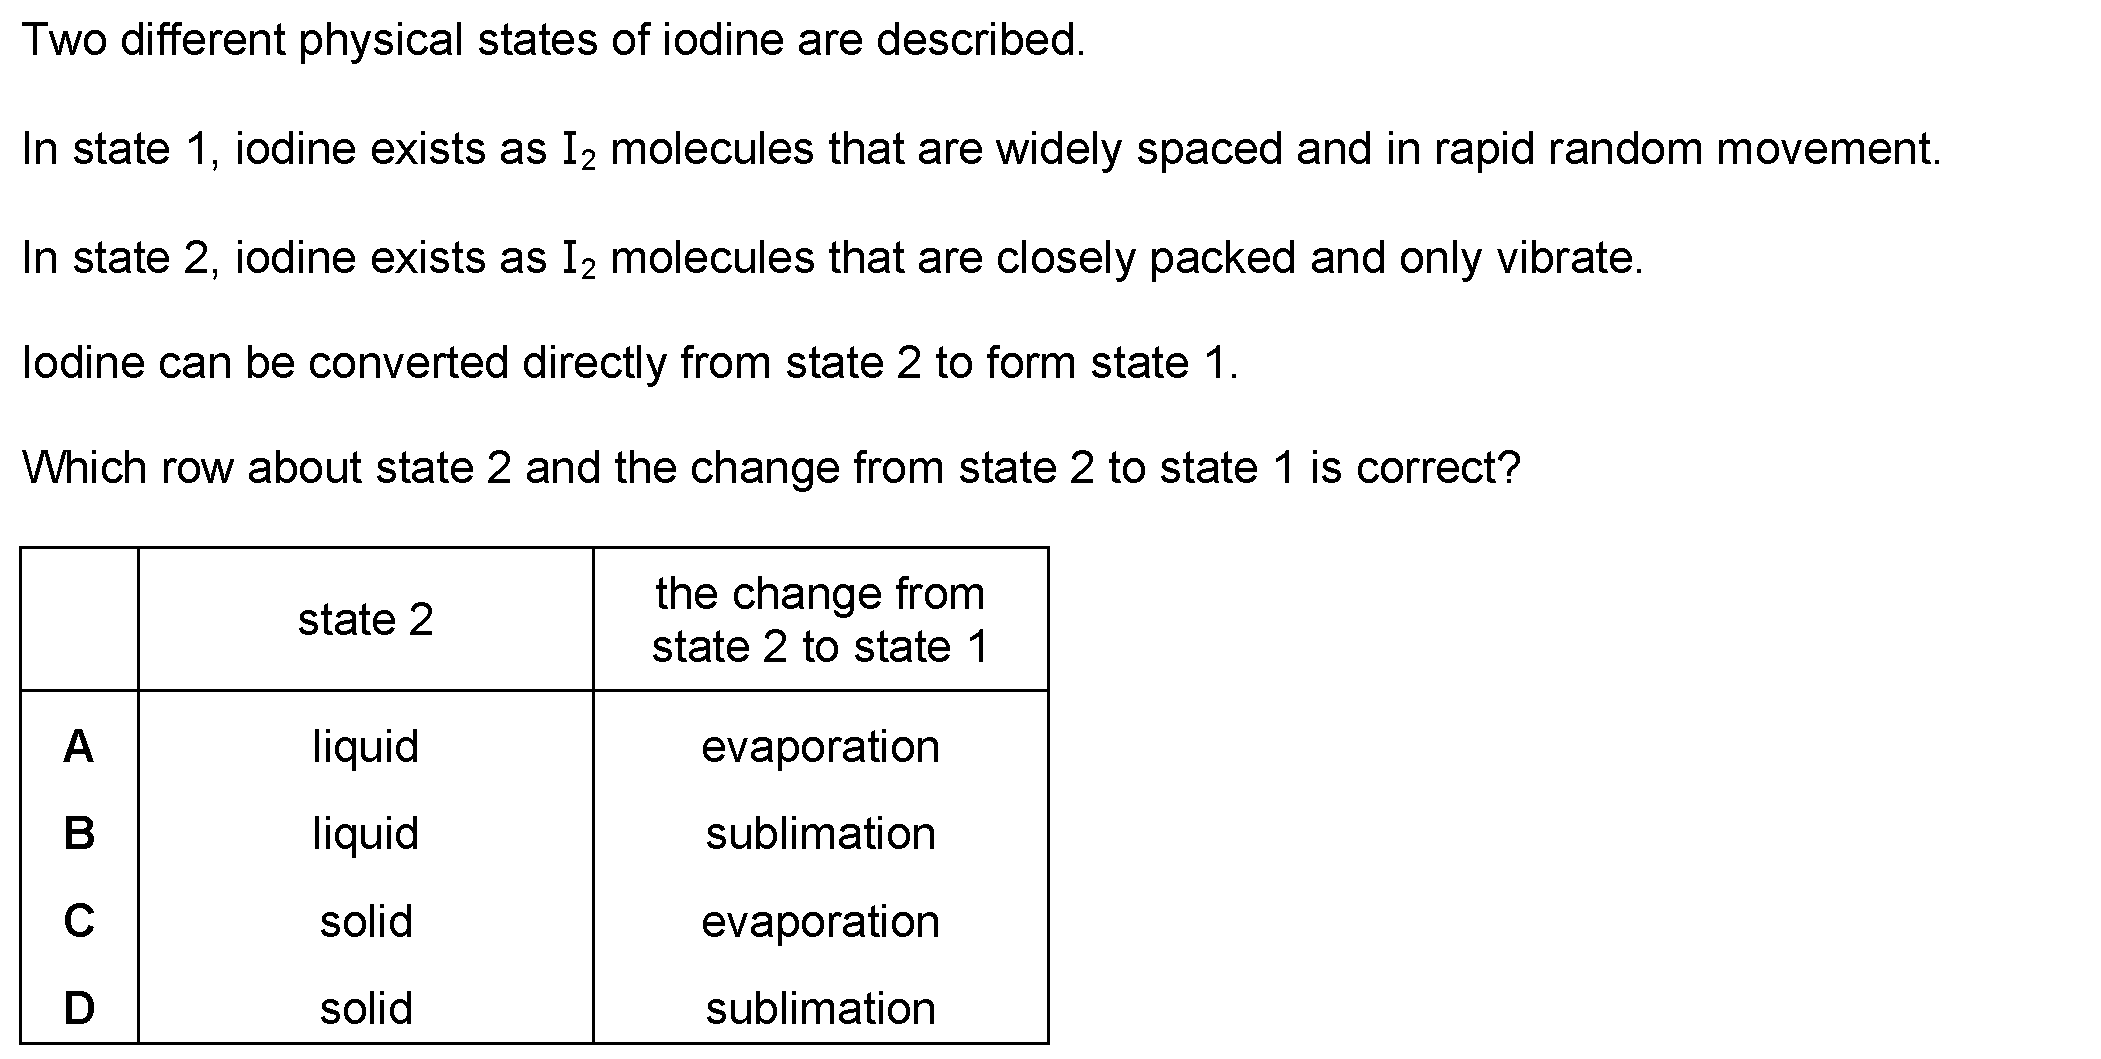 Two different physical states of iodine are described.
In state 1, iodine exists as I₂ molecules that are widely spaced and in rapid random movement.
In state 2, iodine exists as I₂ molecules that are closely packed and only vibrate.
Iodine can be converted directly from state 2 to form state 1.
Which row about state 2 and the change from state 2 to state 1 is correct?
state 2
the change from
state 2 to state 1
A liquid evaporation
B liquid sublimation
C solid evaporation
D solid sublimation